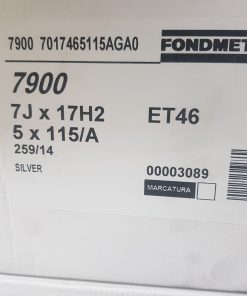 7900 7017465115AGA0 FONDMET
7900
7J x 17H2 ET46
5 x 115/A
259/14
SILVER 00003089
MARCATURA